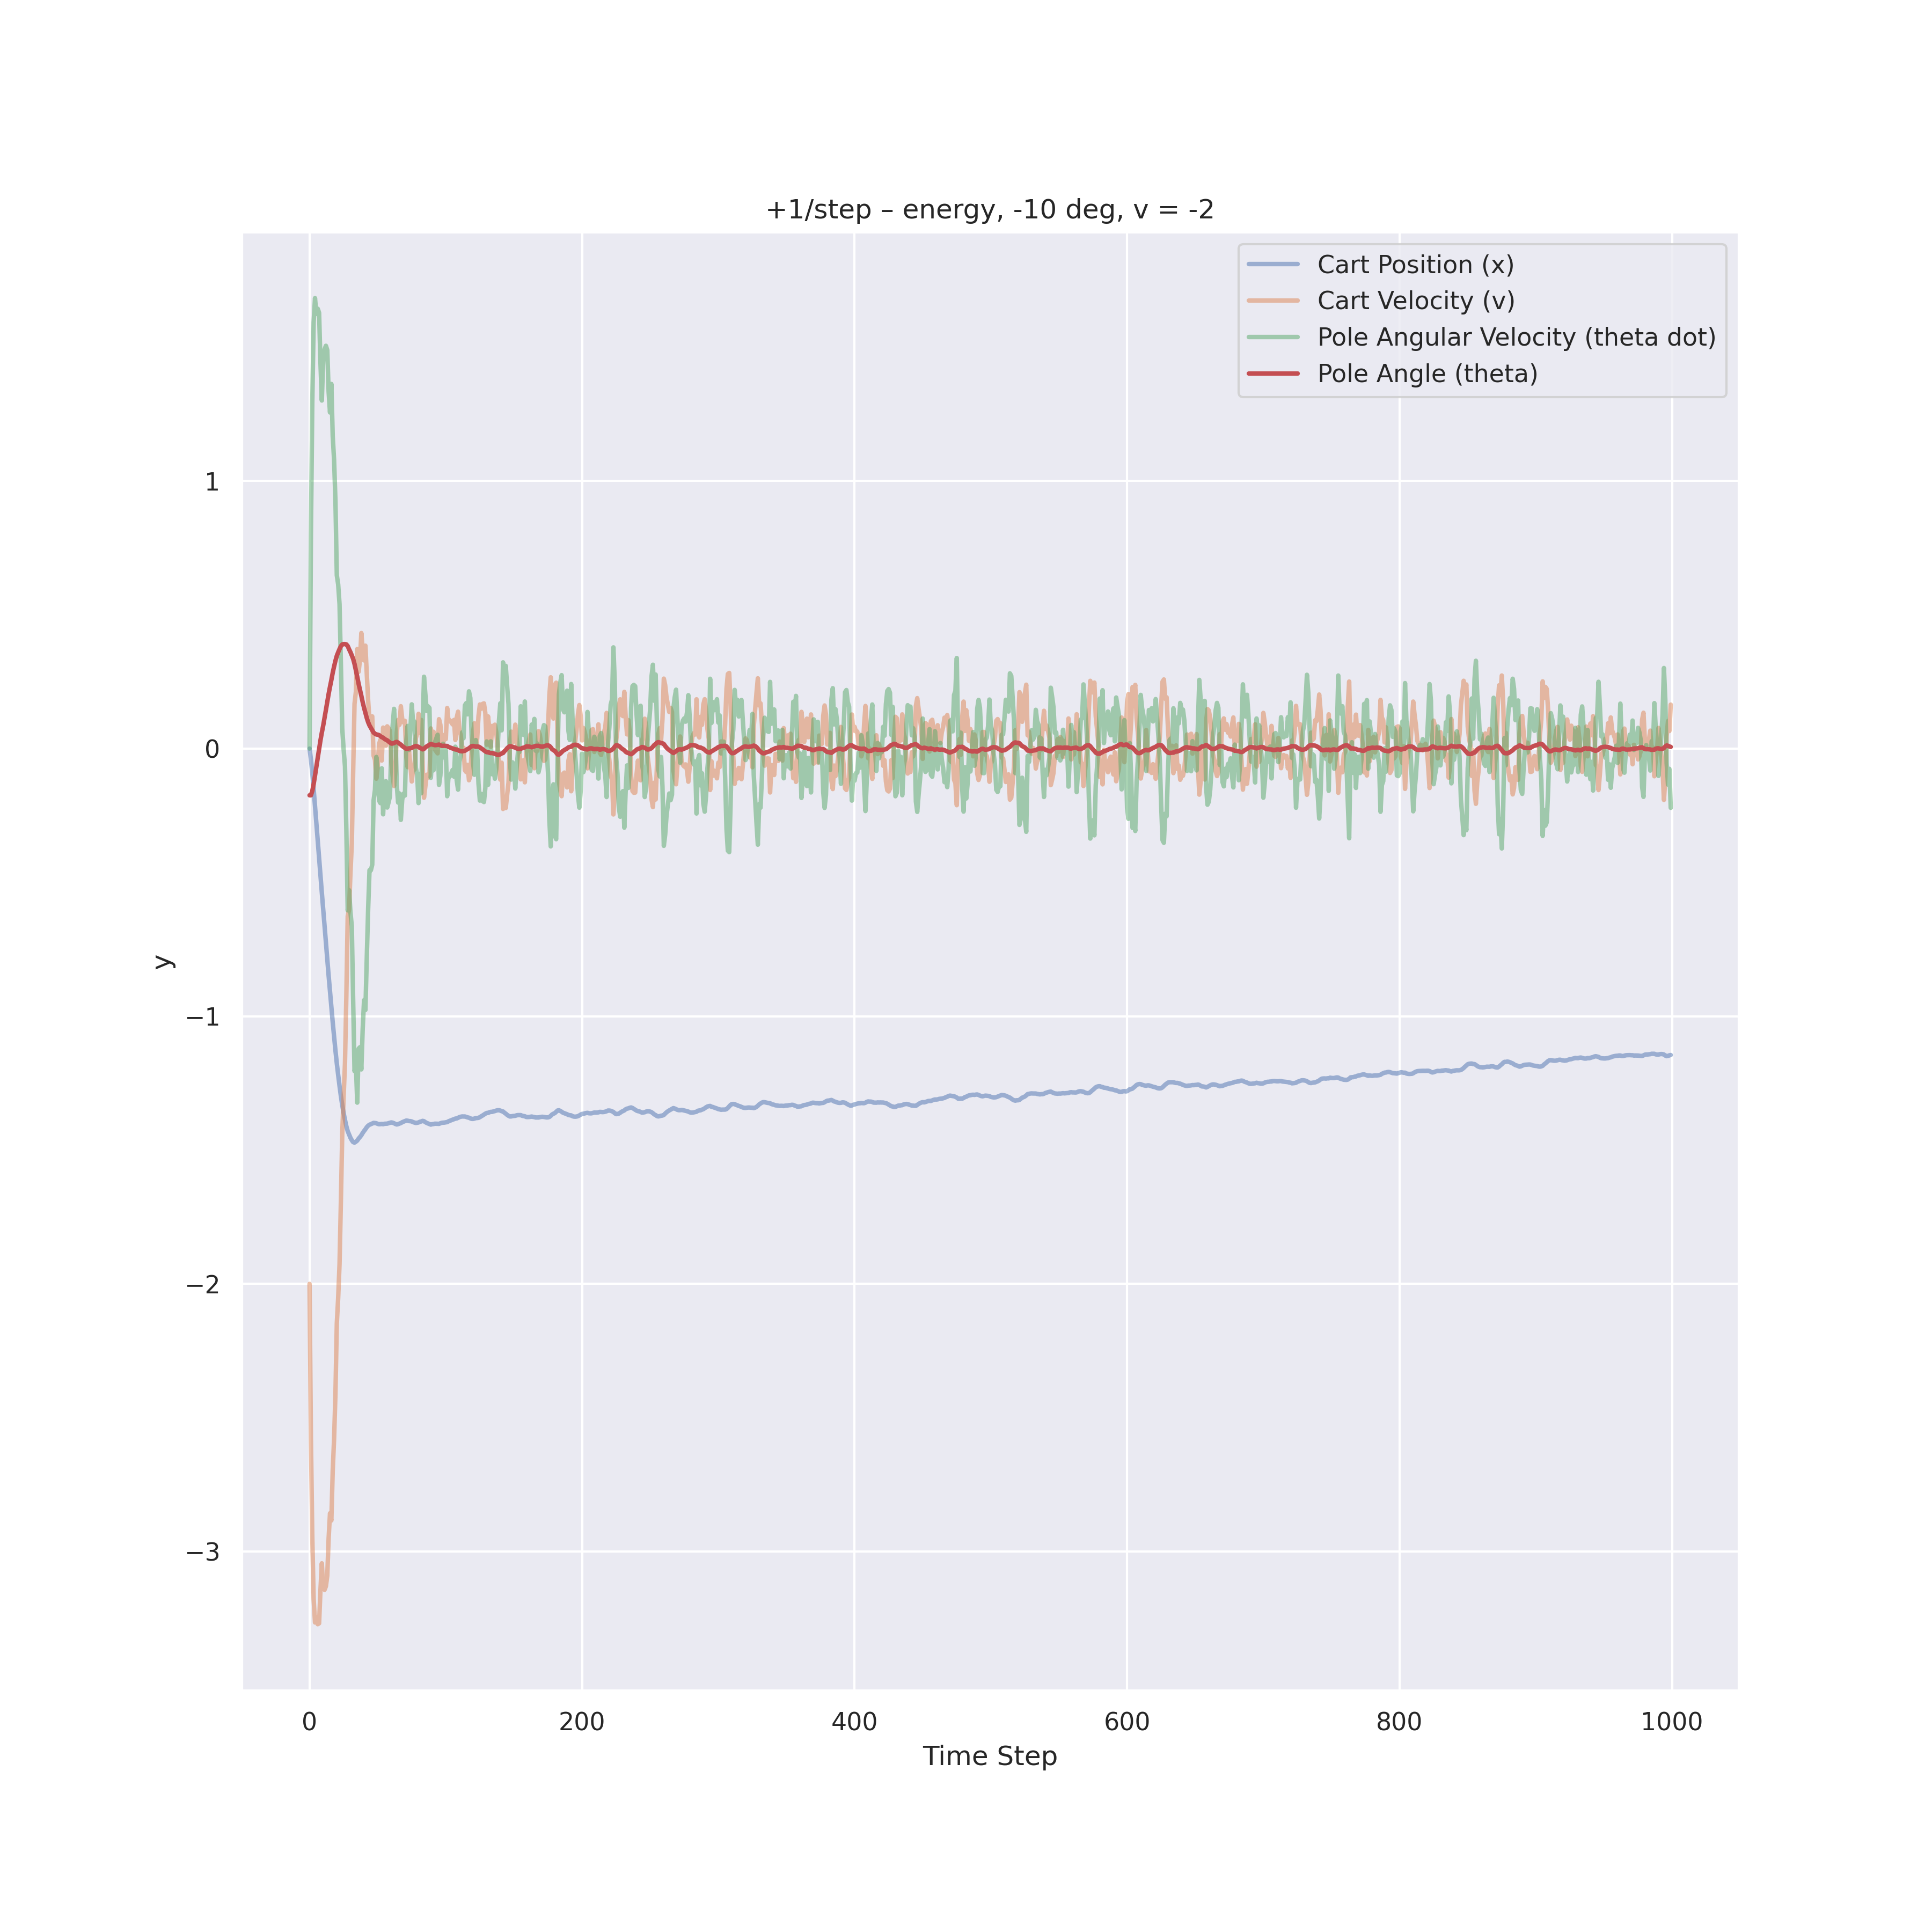 +1/step – energy, -10 deg, v = -2
Cart Position (x)
Cart Velocity (v)
Pole Angular Velocity (theta dot)
Pole Angle (theta)
1
0
−1
−2
−3
y
0 200 400 600 800 1000
Time Step